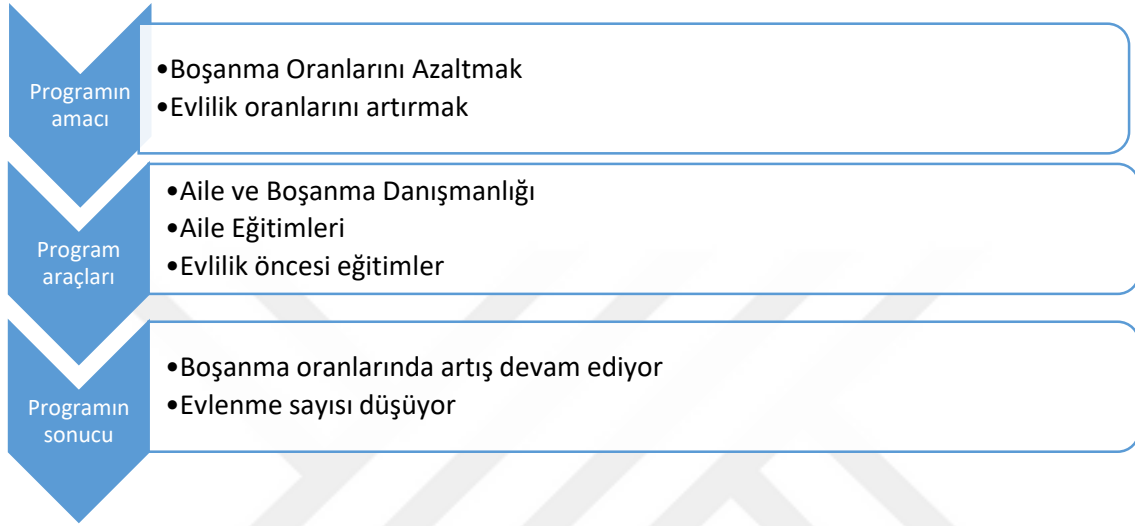 Programın
amacı
•Boşanma Oranlarını Azaltmak
•Evlilik oranlarını artırmak
Program
araçları
•Aile ve Boşanma Danışmanlığı
•Aile Eğitimleri
•Evlilik öncesi eğitimler
Programın
sonucu
•Boşanma oranlarında artış devam ediyor
•Evlenme sayısı düşüyor